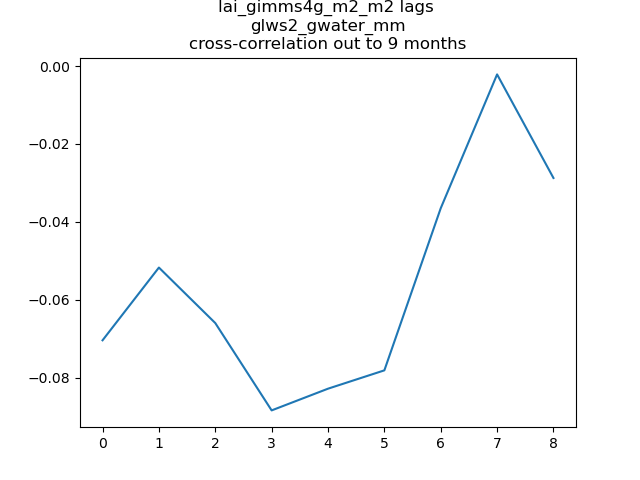 lai_gimms4g_m2_m2 lags
glws2_gwater_mm
cross-correlation out to 9 months
0.00
−0.02
−0.04
−0.06
−0.08
0 1 2 3 4 5 6 7 8